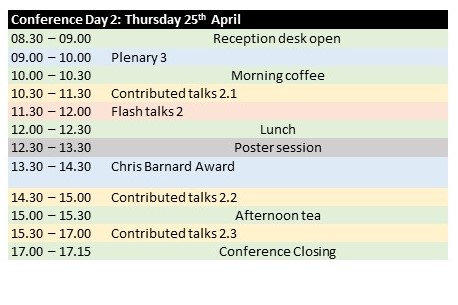 Conference Day 2: Thursday 25th April
08.30 – 09.00 Reception desk open
09.00 – 10.00 Plenary 3
10.00 – 10.30 Morning coffee
10.30 – 11.30 Contributed talks 2.1
11.30 – 12.00 Flash talks 2
12.00 – 12.30 Lunch
12.30 – 13.30 Poster session
13.30 – 14.30 Chris Barnard Award
14.30 – 15.00 Contributed talks 2.2
15.00 – 15.30 Afternoon tea
15.30 – 17.00 Contributed talks 2.3
17.00 – 17.15 Conference Closing